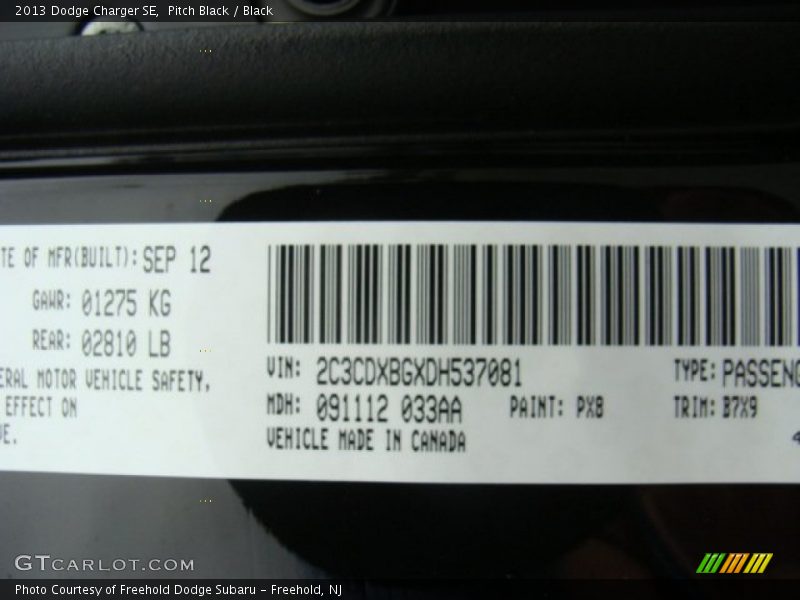 2013 Dodge Charger SE,  Pitch Black / Black
TE OF MFR(BUILT): SEP 12
GAWR: 01275 KG
REAR: 02810 LB
ERAL MOTOR VEHICLE SAFETY,
EFFECT ON
VE.
VIN: 2C3CDXBGXDH537081
TYPE: PASSENG
MDH: 091112 033AA
PAINT: PX8
TRIM: B7X9
VEHICLE MADE IN CANADA
4
GTCARLOT.COM
Photo Courtesy of Freehold Dodge Subaru – Freehold, NJ